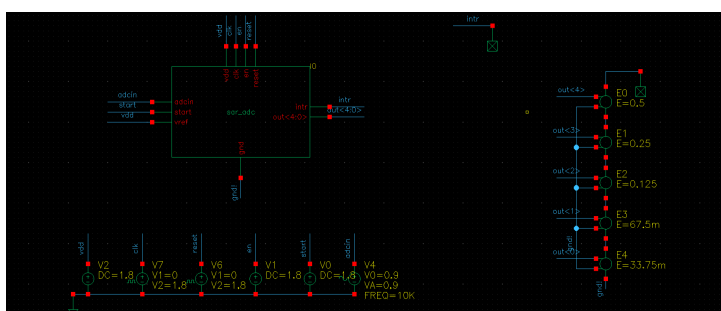 intr
vdd
clk
en
reset
I0
vdd
clk
en
reset
adcin
start
vdd
adcin
start
vref
sar_adc
intr
out<4:0>
intr
out<4:0>
gnd
gnd!
out<4>
E0
E=0.5
out<3>
E1
E=0.25
out<2>
E2
E=0.125
out<1>
E3
E=67.5m
out<0>
gnd!
E4
E=33.75m
gnd!
vdd
clk
reset
en
start
adcin
V2
DC=1.8
V7
V1=0
V2=1.8
V6
V1=0
V2=1.8
V1
DC=1.8
V0
DC=1.8
V4
V0=0.9
VA=0.9
FREQ=10K